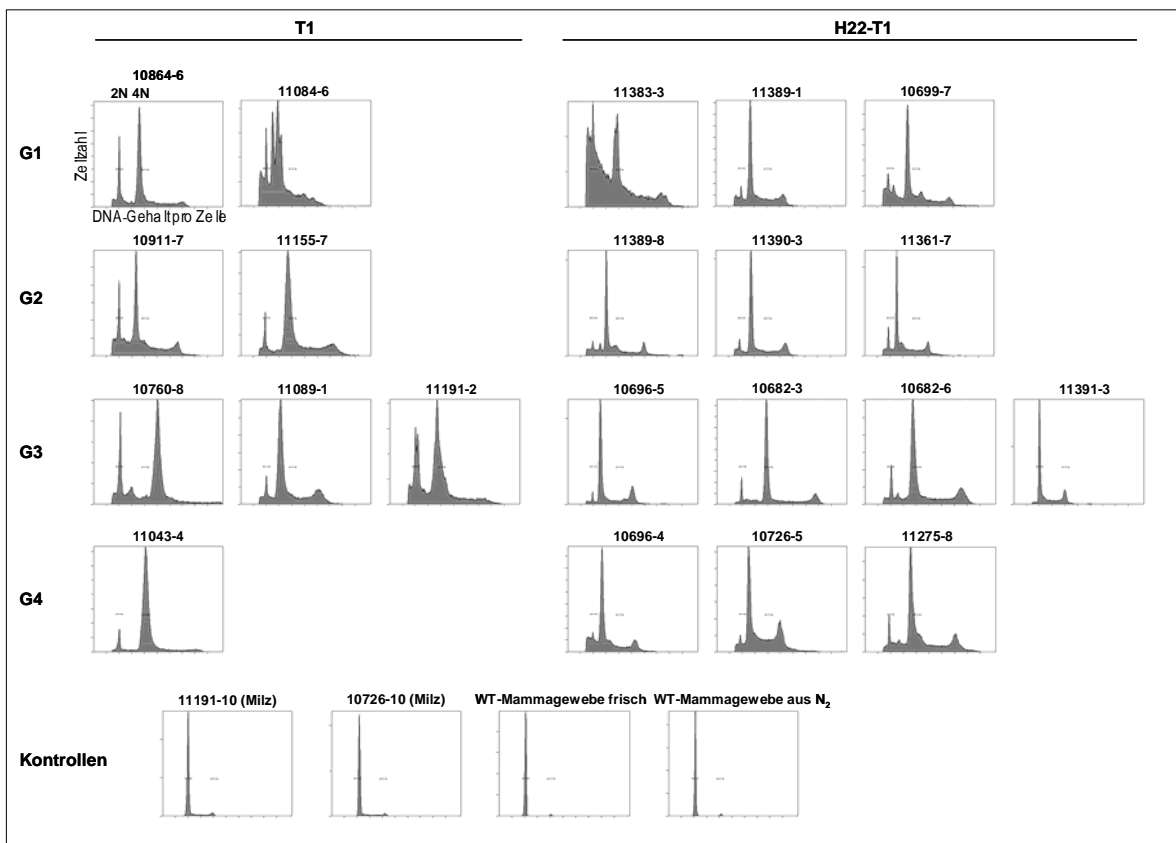 T1 H22-T1
10864-6
2N 4N 11084-6 11383-3 11389-1 10699-7
G1
Zellzahl
DNA-Gehalt pro Zelle
10911-7 11155-7 11389-8 11390-3 11361-7
G2
10760-8 11089-1 11191-2 10696-5 10682-3 10682-6 11391-3
G3
11043-4 10696-4 10726-5 11275-8
G4
11191-10 (Milz) 10726-10 (Milz) WT-Mammagewebe frisch WT-Mammagewebe aus N₂
Kontrollen